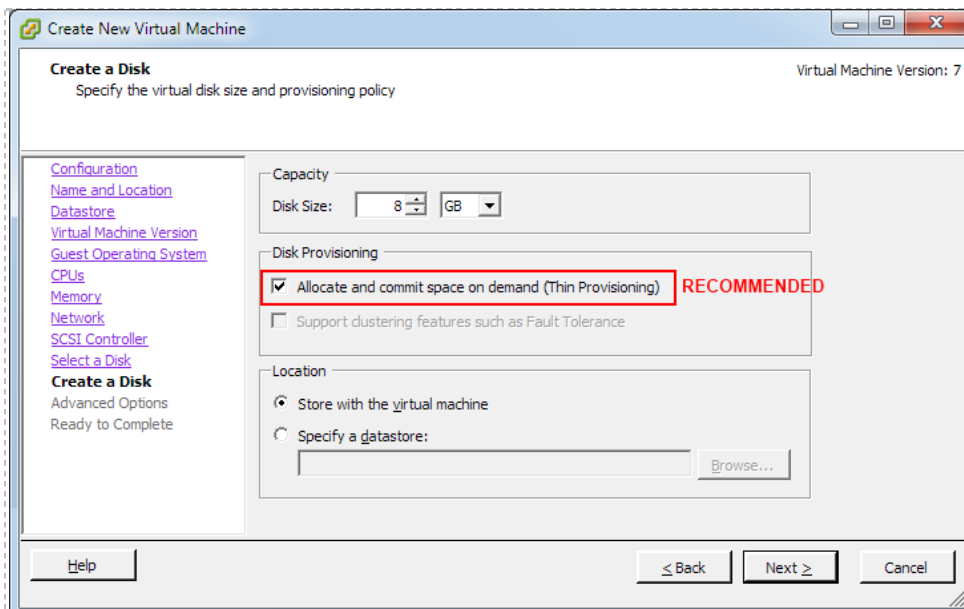 Create New Virtual Machine
Create a Disk
Specify the virtual disk size and provisioning policy
Virtual Machine Version: 7
Configuration
Name and Location
Datastore
Virtual Machine Version
Guest Operating System
CPUs
Memory
Network
SCSI Controller
Select a Disk
Create a Disk
Advanced Options
Ready to Complete
Capacity
Disk Size: 8 GB
Disk Provisioning
Allocate and commit space on demand (Thin Provisioning) RECOMMENDED
Support clustering features such as Fault Tolerance
Location
Store with the virtual machine
Specify a datastore:
Browse...
Help
< Back
Next >
Cancel